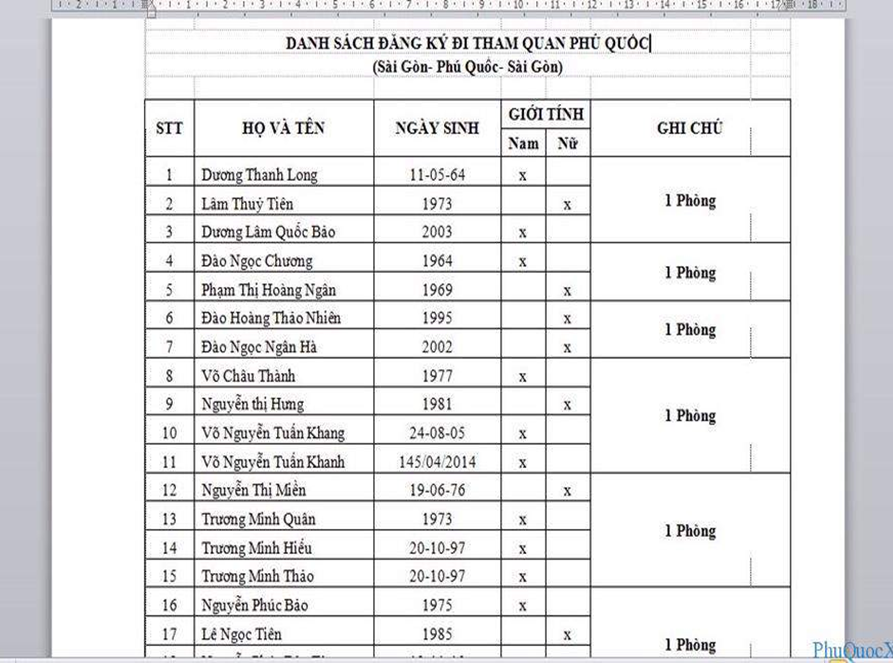 DANH SÁCH ĐĂNG KÝ ĐI THAM QUAN PHÚ QUỐC
(Sài Gòn- Phú Quốc- Sài Gòn)
STT HỌ VÀ TÊN NGÀY SINH GIỚI TÍNH GHI CHÚ
Nam Nữ
1 Dương Thanh Long 11-05-64 x
2 Lâm Thuỷ Tiên 1973 x 1 Phòng
3 Dương Lâm Quốc Bảo 2003 x
4 Đào Ngọc Chương 1964 x 1 Phòng
5 Phạm Thị Hoàng Ngân 1969 x
6 Đào Hoàng Thảo Nhiên 1995 x 1 Phòng
7 Đào Ngọc Ngân Hà 2002 x
8 Võ Châu Thành 1977 x
9 Nguyễn thị Hưng 1981 x 1 Phòng
10 Võ Nguyễn Tuấn Khang 24-08-05 x
11 Võ Nguyễn Tuấn Khanh 145/04/2014 x
12 Nguyễn Thị Miền 19-06-76 x
13 Trương Minh Quân 1973 x 1 Phòng
14 Trương Minh Hiếu 20-10-97 x
15 Trương Minh Thảo 20-10-97 x
16 Nguyễn Phúc Bảo 1975 x
17 Lê Ngọc Tiên 1985 x 1 Phòng
PhuQuocX